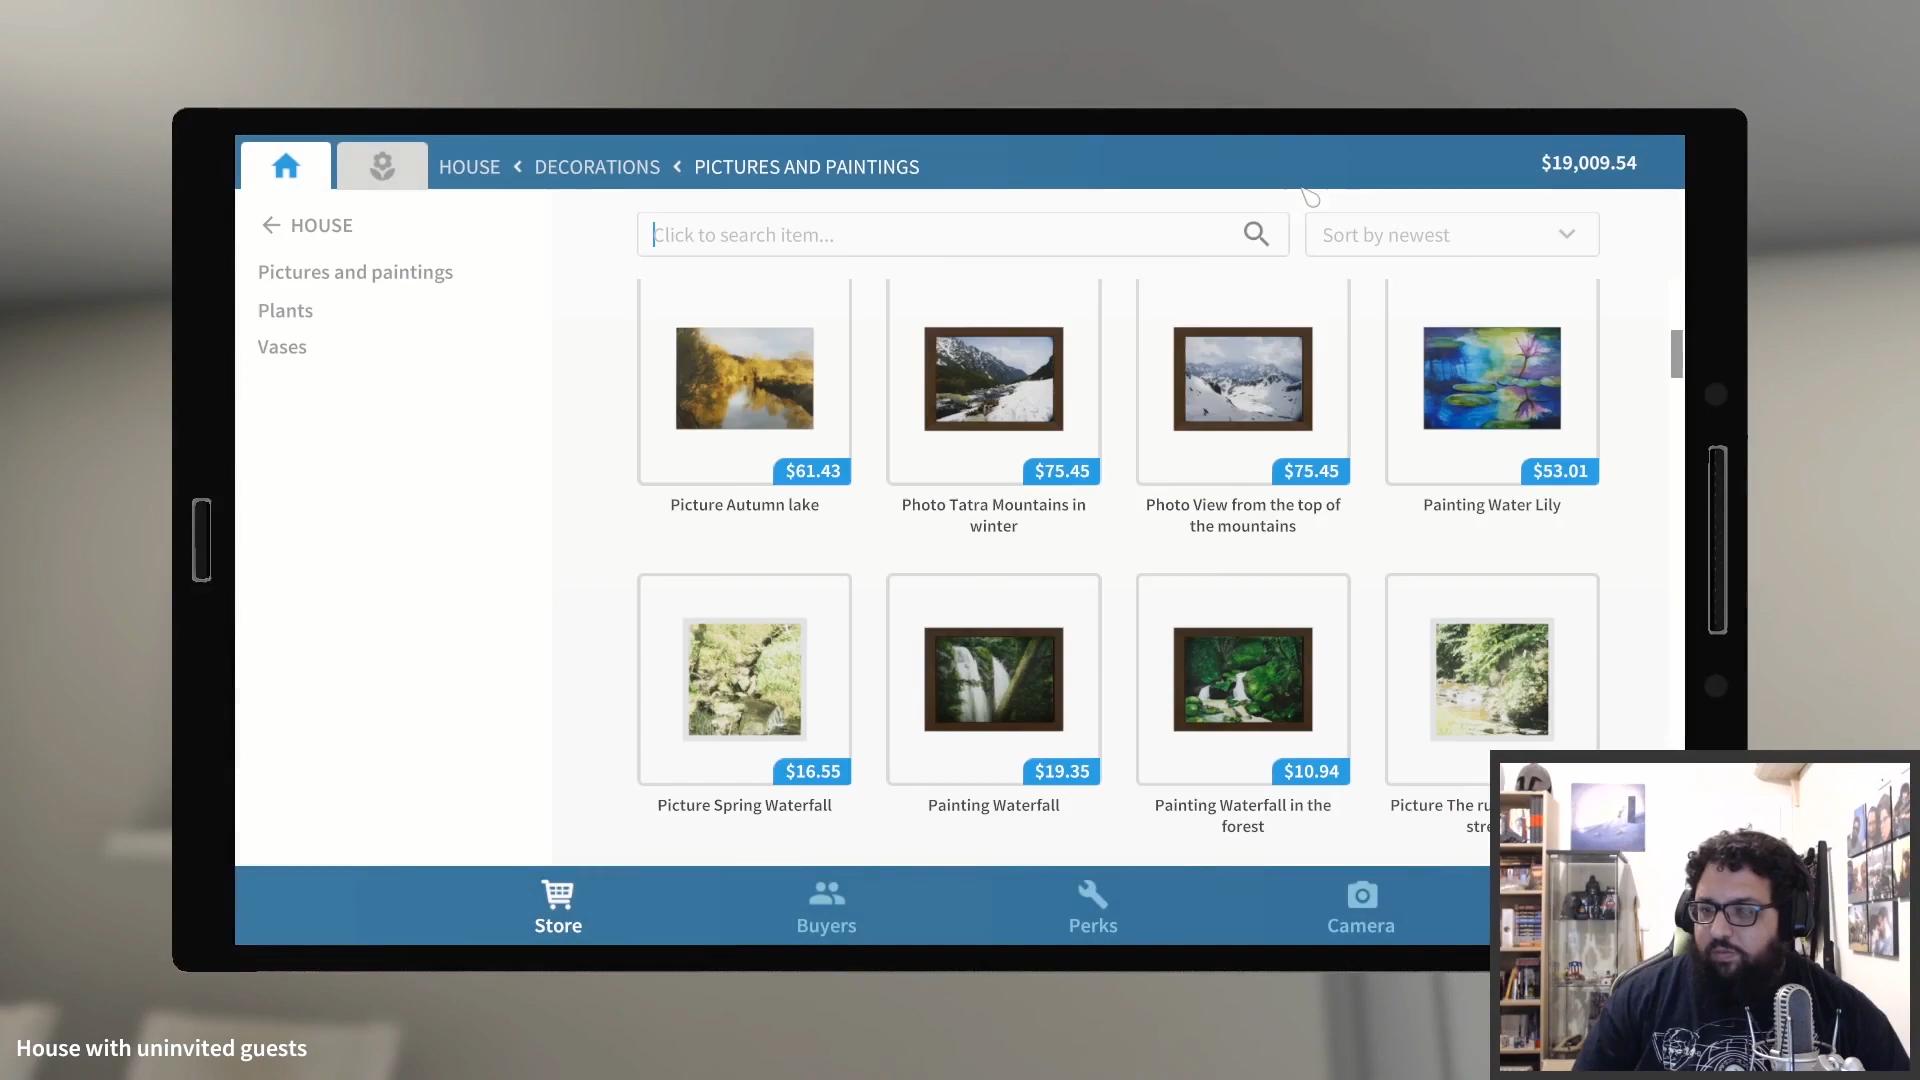 HOUSE < DECORATIONS < PICTURES AND PAINTINGS
$19,009.54
HOUSE
Pictures and paintings
Plants
Vases
Click to search item...
Sort by newest
$61.43
$75.45
$75.45
$53.01
Picture Autumn lake
Photo Tatra Mountains in
winter
Photo View from the top of
the mountains
Painting Water Lily
$16.55
$19.35
$10.94
Picture Spring Waterfall
Painting Waterfall
Painting Waterfall in the
forest
Picture The
Store
Buyers
Perks
Camera
House with uninvited guests